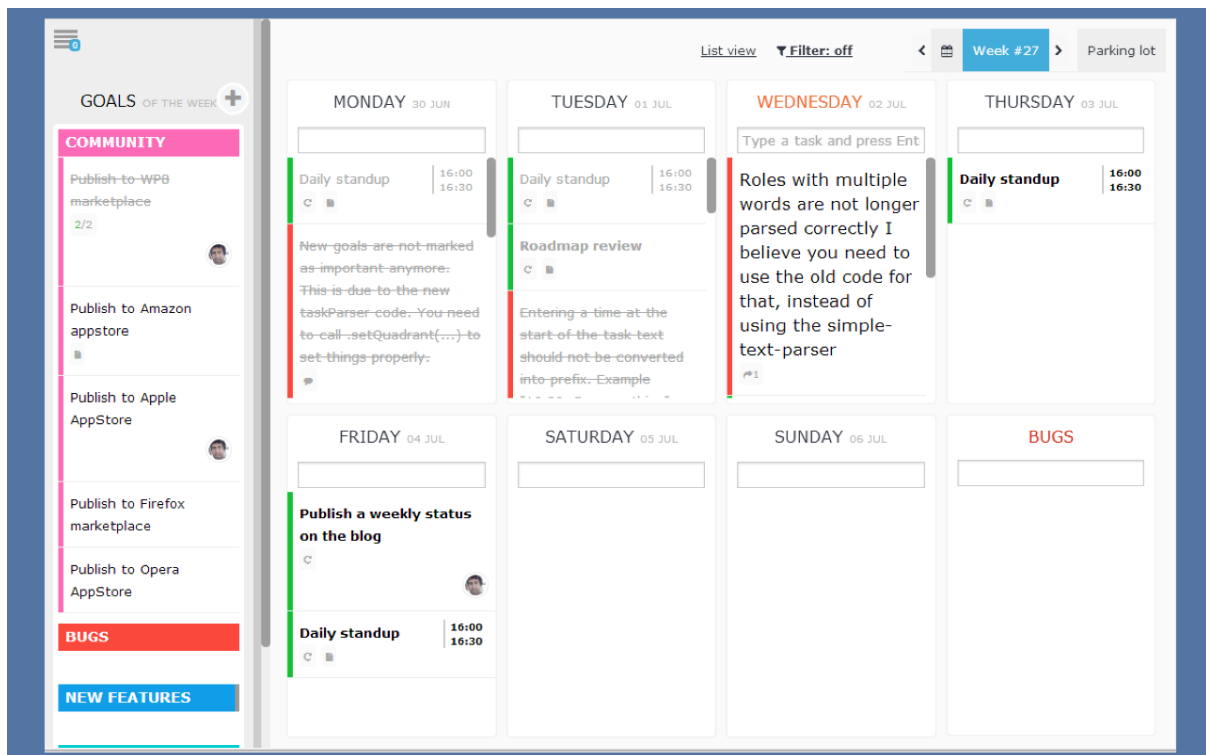 0
List view
Filter: off
Week #27
Parking lot
GOALS OF THE WEEK
COMMUNITY
Publish to WP8
marketplace
2/2
Publish to Amazon
appstore
Publish to Apple
AppStore
Publish to Firefox
marketplace
Publish to Opera
AppStore
BUGS
NEW FEATURES
MONDAY 30 JUN
Daily standup
16:00
16:30
New goals are not marked
as important anymore.
This is due to the new
taskParser code. You need
to call .setQuadrant(...) to
set things properly.
TUESDAY 01 JUL
Daily standup
16:00
16:30
Roadmap review
Entering a time at the
start of the task text
should not be converted
into prefix. Example
WEDNESDAY 02 JUL
Type a task and press Ent
Roles with multiple
words are not longer
parsed correctly I
believe you need to
use the old code for
that, instead of
using the simple-
text-parser
1
THURSDAY 03 JUL
Daily standup
16:00
16:30
FRIDAY 04 JUL
Publish a weekly status
on the blog
Daily standup
16:00
16:30
SATURDAY 05 JUL
SUNDAY 06 JUL
BUGS